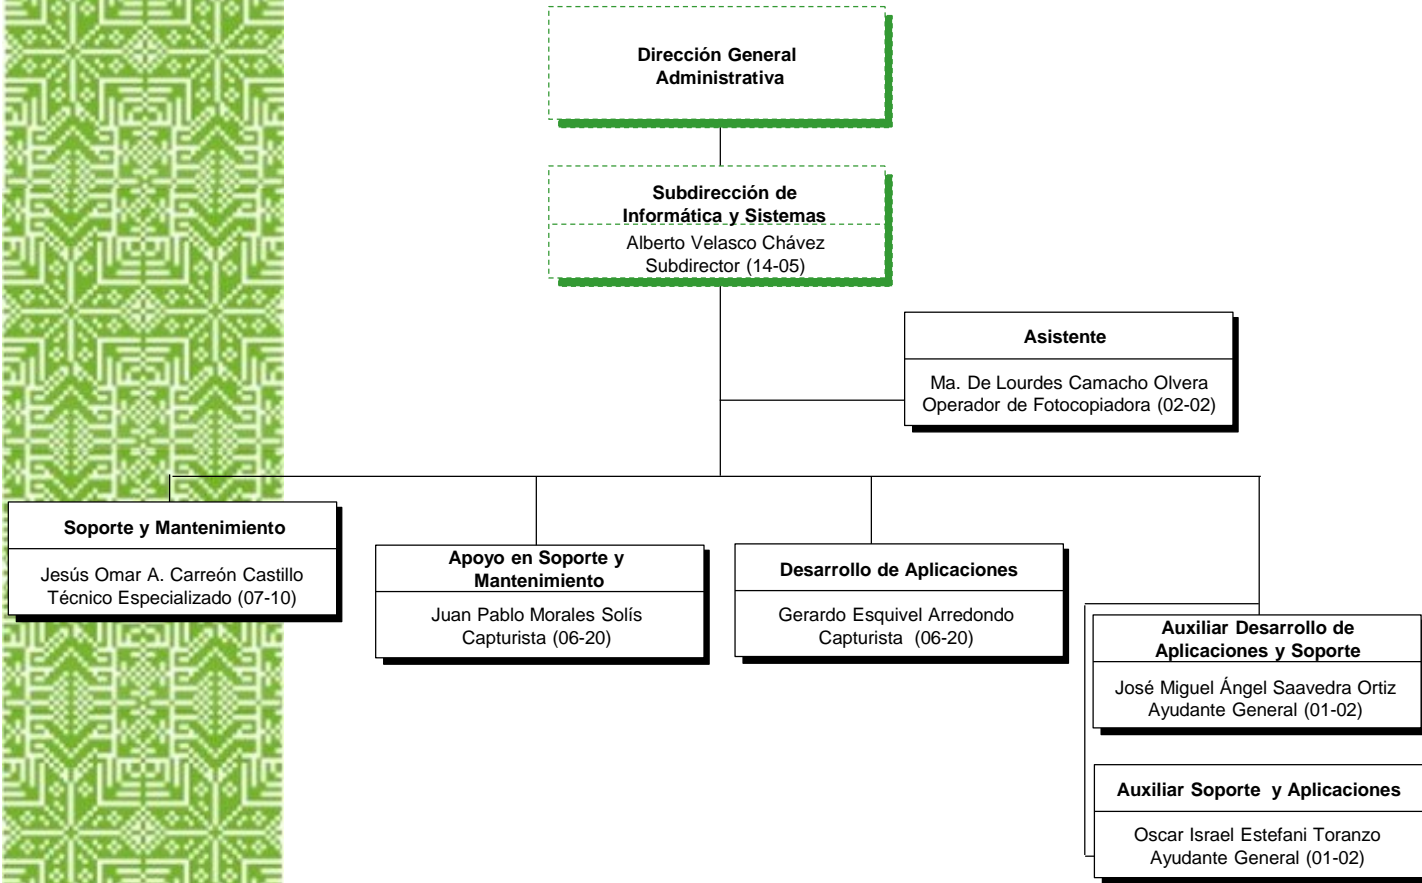 Dirección General
Administrativa
Subdirección de
Informática y Sistemas
Alberto Velasco Chávez
Subdirector (14-05)
Asistente
Ma. De Lourdes Camacho Olvera
Operador de Fotocopiadora (02-02)
Soporte y Mantenimiento
Jesús Omar A. Carreón Castillo
Técnico Especializado (07-10)
Apoyo en Soporte y
Mantenimiento
Juan Pablo Morales Solís
Capturista (06-20)
Desarrollo de Aplicaciones
Gerardo Esquivel Arredondo
Capturista  (06-20)
Auxiliar Desarrollo de
Aplicaciones y Soporte
José Miguel Ángel Saavedra Ortiz
Ayudante General (01-02)
Auxiliar Soporte  y Aplicaciones
Oscar Israel Estefani Toranzo
Ayudante General (01-02)